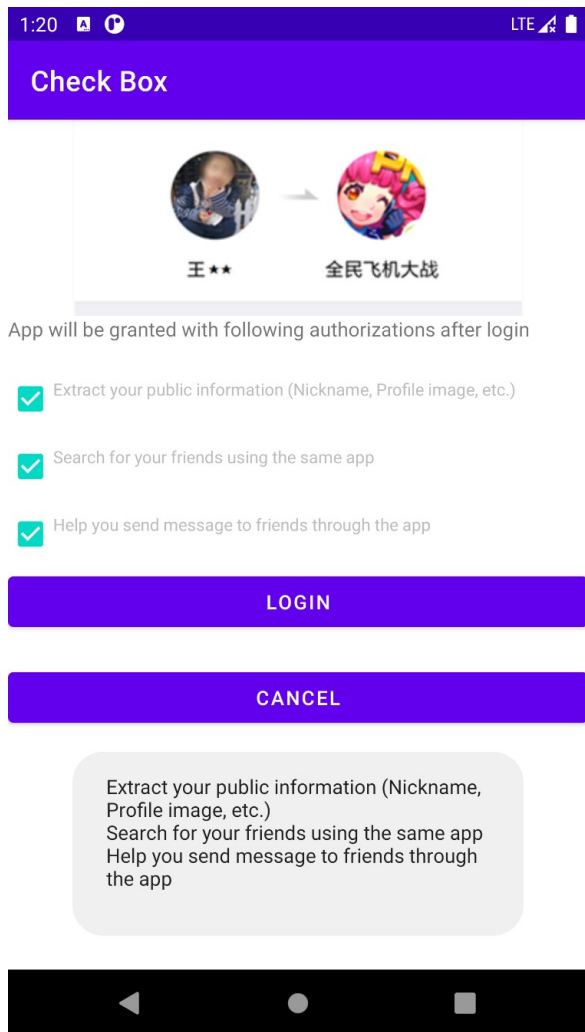 1:20 LTE
Check Box
王★★ 全民飞机大战
App will be granted with following authorizations after login
Extract your public information (Nickname, Profile image, etc.)
Search for your friends using the same app
Help you send message to friends through the app
LOGIN
CANCEL
Extract your public information (Nickname,
Profile image, etc.)
Search for your friends using the same app
Help you send message to friends through
the app